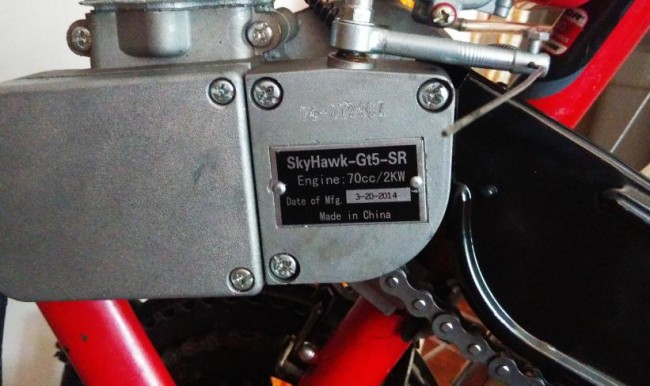 SkyHawk-Gt5-SR
Engine:70cc/2KW
Date of Mfg. 3-20-2014
Made in China